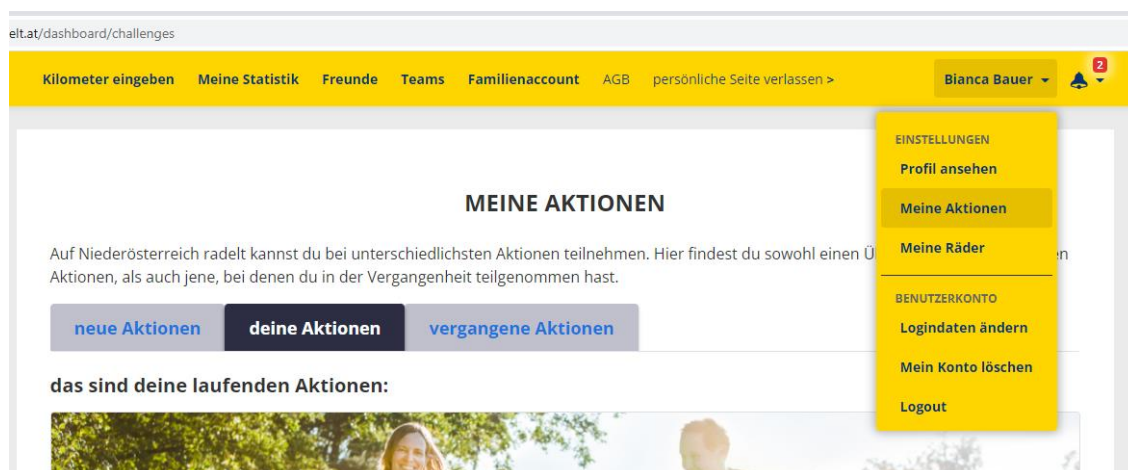 elt.at/dashboard/challenges
Kilometer eingeben Meine Statistik Freunde Teams Familienaccount AGB persönliche Seite verlassen > Bianca Bauer 2
EINSTELLUNGEN
Profil ansehen
Meine Aktionen
Meine Räder
BENUTZERKONTO
Logindaten ändern
Mein Konto löschen
Logout
MEINE AKTIONEN
Auf Niederösterreich radelt kannst du bei unterschiedlichsten Aktionen teilnehmen. Hier findest du sowohl einen
Aktionen, als auch jene, bei denen du in der Vergangenheit teilgenommen hast.
neue Aktionen deine Aktionen vergangene Aktionen
das sind deine laufenden Aktionen: